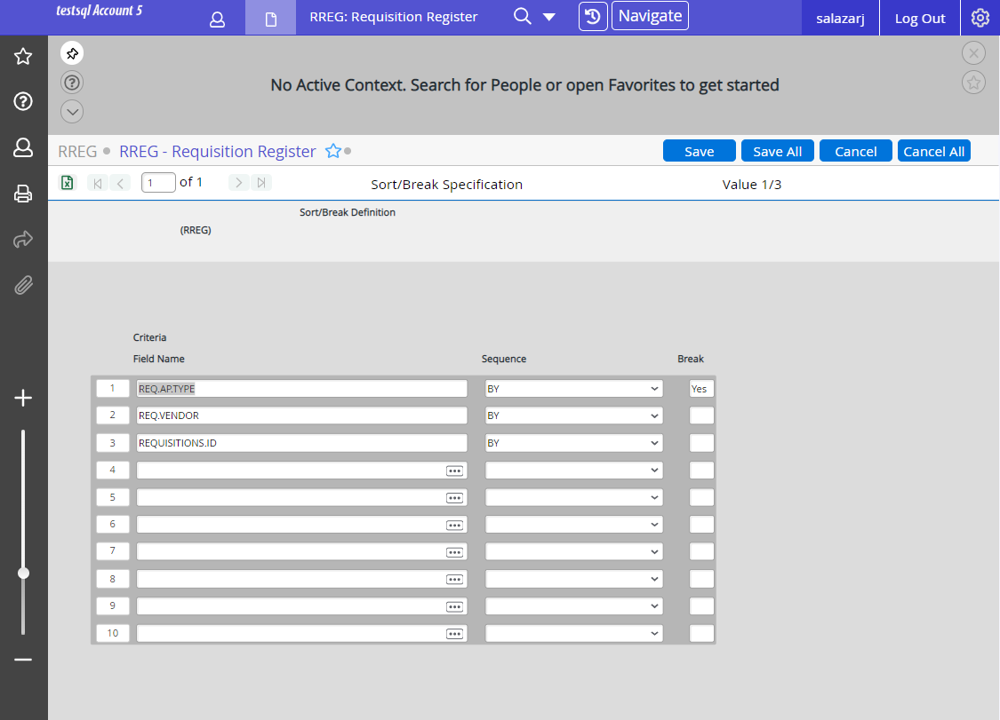 testsql Account 5
RREG: Requisition Register
Navigate
salazarj
Log Out
No Active Context. Search for People or open Favorites to get started
RREG
RREG - Requisition Register
Save
Save All
Cancel
Cancel All
1
of 1
Sort/Break Specification
Value 1/3
Sort/Break Definition
(RREG)
Criteria
Field Name
Sequence
Break
1 REQ.AP.TYPE BY Yes
2 REQ.VENDOR BY
3 REQUISITIONS.ID BY
4
5
6
7
8
9
10